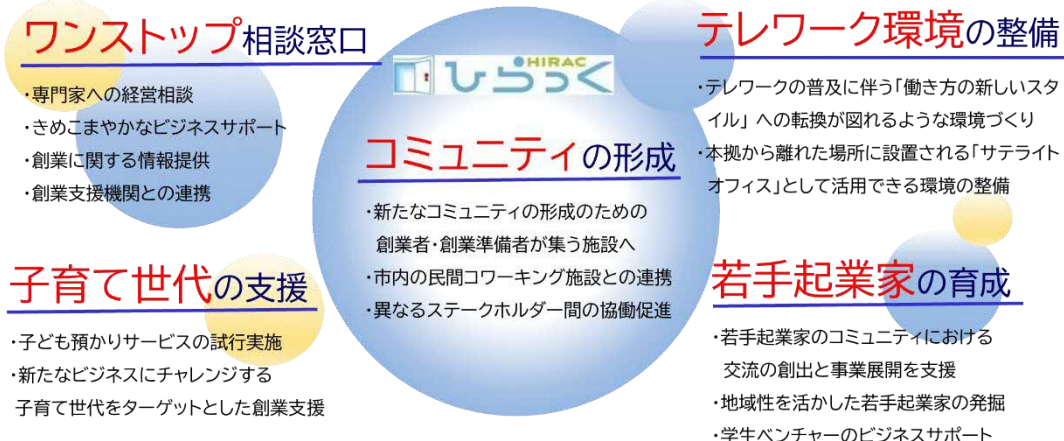 ワンストップ相談窓口
・専門家への経営相談
・きめこまやかなビジネスサポート
・創業に関する情報提供
・創業支援機関との連携
子育て世代の支援
・子ども預かりサービスの試行実施
・新たなビジネスにチャレンジする
子育て世代をターゲットとした創業支援
HIRAC
ひらっく
コミュニティの形成
・新たなコミュニティの形成のための
創業者・創業準備者が集う施設へ
・市内の民間コワーキング施設との連携
・異なるステークホルダー間の協働促進
テレワーク環境の整備
・テレワークの普及に伴う「働き方の新しいスタ
イル」への転換が図れるような環境づくり
・本拠から離れた場所に設置される「サテライト
オフィス」として活用できる環境の整備
若手起業家の育成
・若手起業家のコミュニティにおける
交流の創出と事業展開を支援
・地域性を活かした若手起業家の発掘
・学生ベンチャーのビジネスサポート